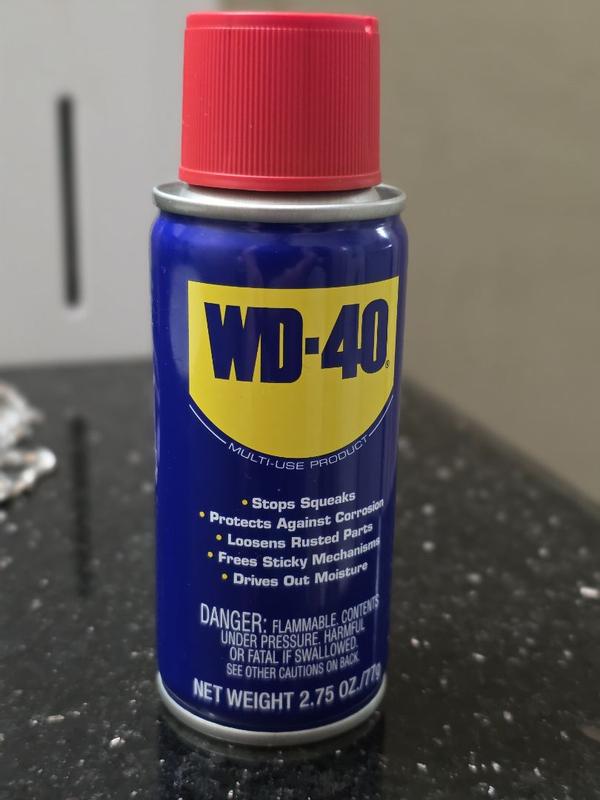 WD-40®
MULTI-USE PRODUCT
• Stops Squeaks
• Protects Against Corrosion
• Loosens Rusted Parts
• Frees Sticky Mechanisms
• Drives Out Moisture
DANGER: FLAMMABLE. CONTENTS
UNDER PRESSURE. HARMFUL
OR FATAL IF SWALLOWED.
SEE OTHER CAUTIONS ON BACK.
NET WEIGHT 2.75 OZ./77g